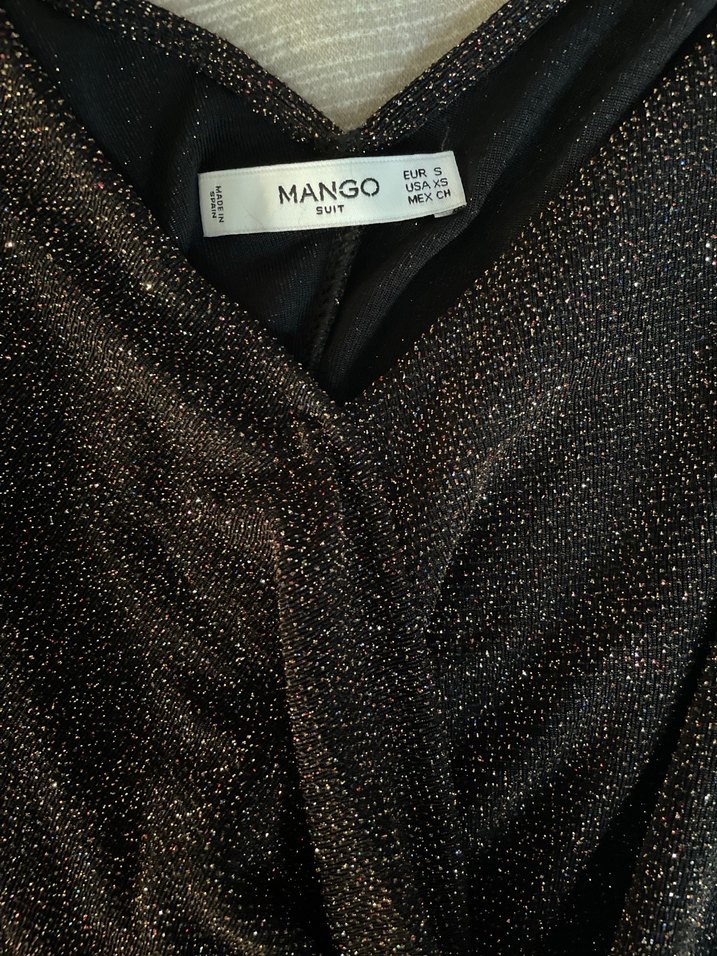 MADE IN
SPAIN
MANGO
SUIT
EUR S
USA XS
MEX CH